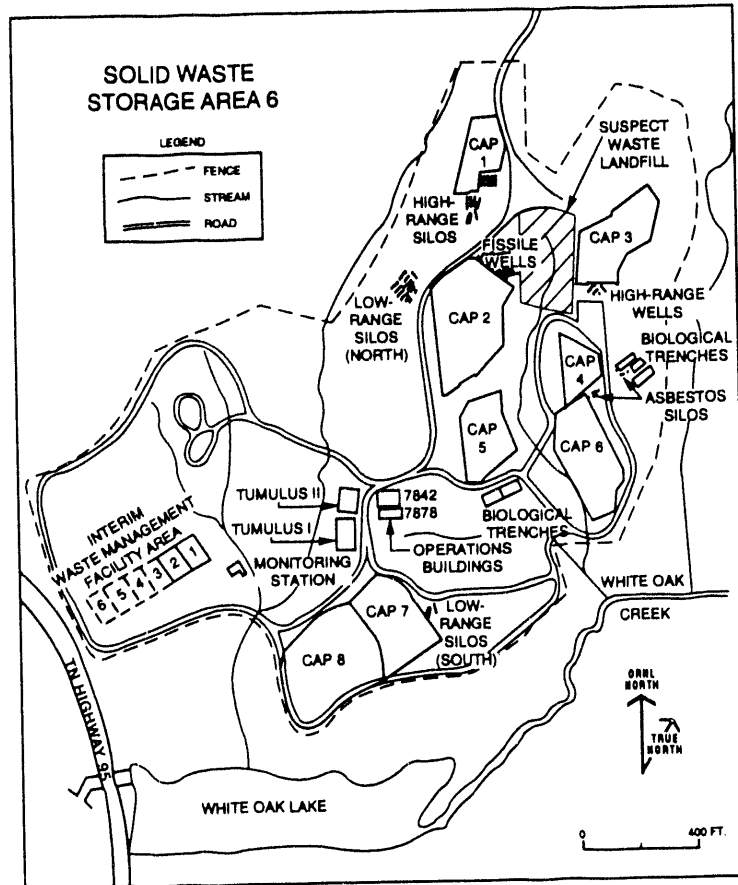 SOLID WASTE
STORAGE AREA 6
LEGEND
FENCE
STREAM
ROAD
CAP
1
SUSPECT
WASTE
LANDFILL
HIGH-
RANGE
SILOS
FISSILE
WELLS
CAP 3
LOW-
RANGE
SILOS
(NORTH)
CAP 2
HIGH-RANGE
WELLS
BIOLOGICAL
TRENCHES
CAP
4
ASBESTOS
SILOS
CAP
5
CAP 6
TUMULUS II
7842
7878
TUMULUS I
BIOLOGICAL
TRENCHES
OPERATIONS
BUILDINGS
MONITORING
STATION
INTERIM
WASTE MANAGEMENT
FACILITY AREA
6 5 4 3 2 1
WHITE OAK
CREEK
CAP 7
LOW-
RANGE
SILOS
(SOUTH)
CAP 8
TN HIGHWAY 95
ORNL
NORTH
TRUE
NORTH
WHITE OAK LAKE
0 400 FT.